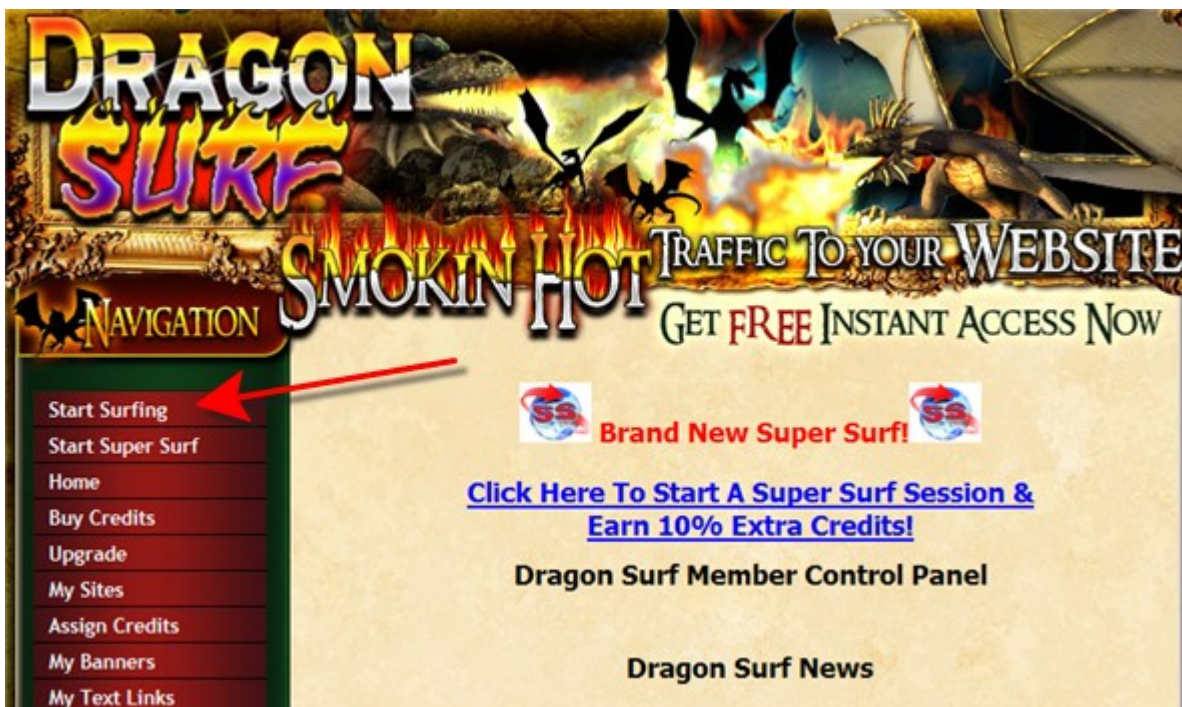 DRAGON
SURF
SMOKIN HOT TRAFFIC TO YOUR WEBSITE
GET FREE INSTANT ACCESS NOW
NAVIGATION
Start Surfing
Start Super Surf
Home
Buy Credits
Upgrade
My Sites
Assign Credits
My Banners
My Text Links
SS Brand New Super Surf! SS
Click Here To Start A Super Surf Session &
Earn 10% Extra Credits!
Dragon Surf Member Control Panel
Dragon Surf News